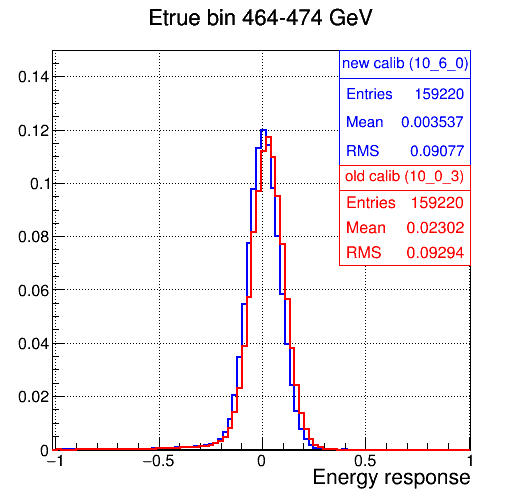 Etrue bin 464-474 GeV
new calib (10_6_0)
Entries 159220
Mean 0.003537
RMS 0.09077
old calib (10_0_3)
Entries 159220
Mean 0.02302
RMS 0.09294
0.14
0.12
0.1
0.08
0.06
0.04
0.02
0
−1 −0.5 0 0.5 1
Energy response